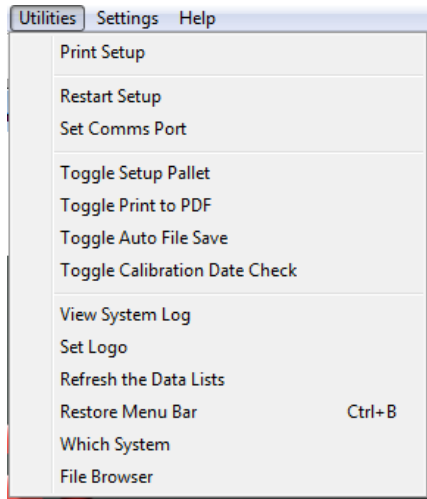 Utilities Settings Help
Print Setup
Restart Setup
Set Comms Port
Toggle Setup Pallet
Toggle Print to PDF
Toggle Auto File Save
Toggle Calibration Date Check
View System Log
Set Logo
Refresh the Data Lists
Restore Menu Bar Ctrl+B
Which System
File Browser